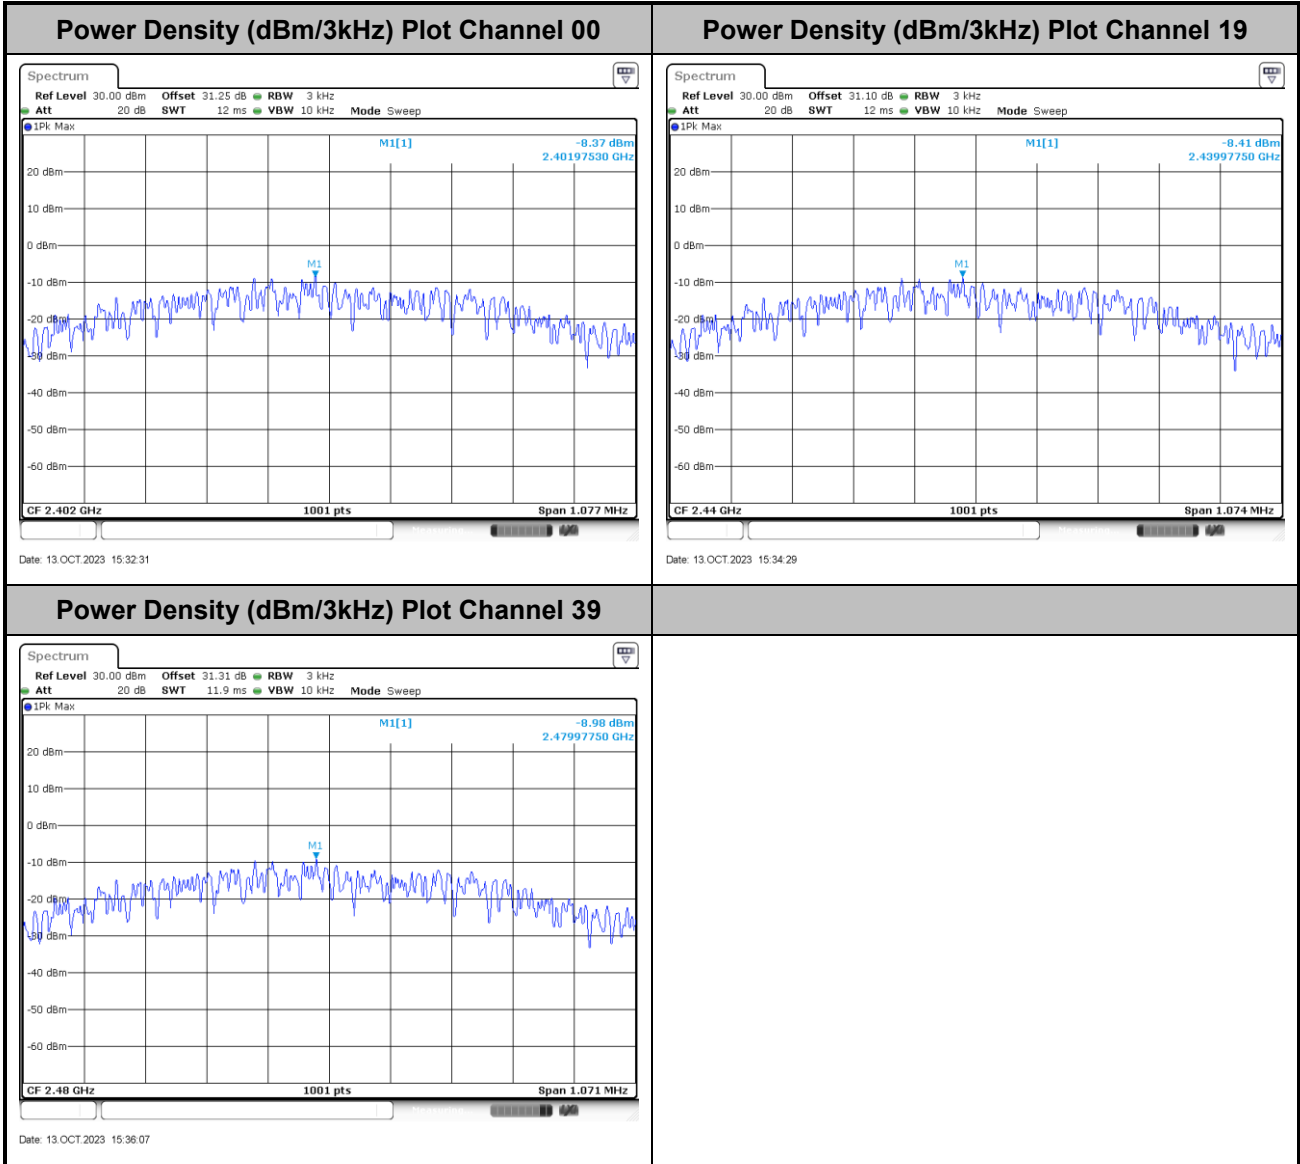 Power Density (dBm/3kHz) Plot Channel 00
Spectrum
Ref Level 30.00 dBm Offset 31.25 dB RBW 3 kHz
Att 20 dB SWT 12 ms VBW 10 kHz Mode Sweep
1Pk Max
M1[1] -8.37 dBm
2.40197530 GHz
20 dBm
10 dBm
0 dBm
M1
-10 dBm
-20 dBm
-30 dBm
-40 dBm
-50 dBm
-60 dBm
CF 2.402 GHz 1001 pts Span 1.077 MHz
Measuring...
Date: 13.OCT.2023 15:32:31
Power Density (dBm/3kHz) Plot Channel 19
Spectrum
Ref Level 30.00 dBm Offset 31.10 dB RBW 3 kHz
Att 20 dB SWT 12 ms VBW 10 kHz Mode Sweep
1Pk Max
M1[1] -8.41 dBm
2.43997750 GHz
20 dBm
10 dBm
0 dBm
M1
-10 dBm
-20 dBm
-30 dBm
-40 dBm
-50 dBm
-60 dBm
CF 2.44 GHz 1001 pts Span 1.074 MHz
Measuring...
Date: 13.OCT.2023 15:34:29
Power Density (dBm/3kHz) Plot Channel 39
Spectrum
Ref Level 30.00 dBm Offset 31.31 dB RBW 3 kHz
Att 20 dB SWT 11.9 ms VBW 10 kHz Mode Sweep
1Pk Max
M1[1] -8.98 dBm
2.47997750 GHz
20 dBm
10 dBm
0 dBm
M1
-10 dBm
-20 dBm
-30 dBm
-40 dBm
-50 dBm
-60 dBm
CF 2.48 GHz 1001 pts Span 1.071 MHz
Measuring...
Date: 13.OCT.2023 15:36:07